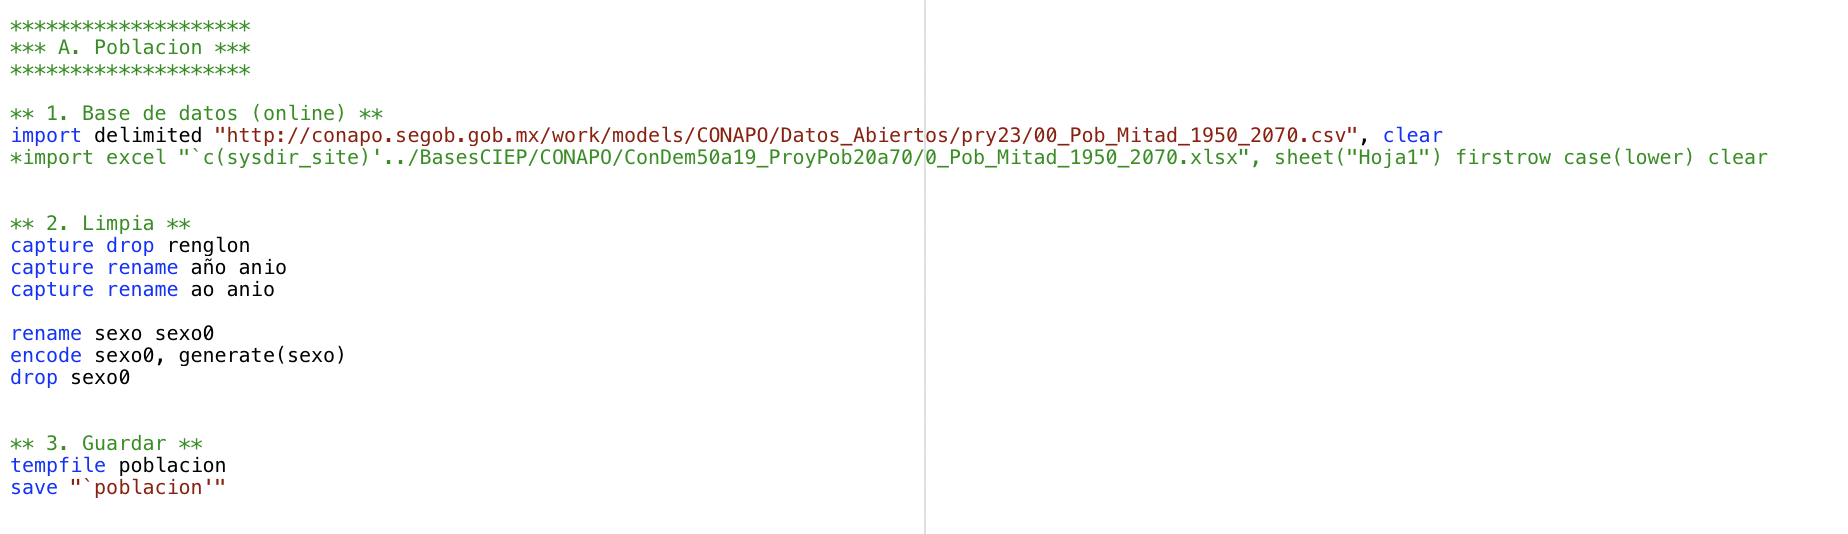 ********************
*** A. Poblacion ***
********************
** 1. Base de datos (online) **
import delimited "http://conapo.segob.gob.mx/work/models/CONAPO/Datos_Abiertos/pry23/00_Pob_Mitad_1950_2070.csv", clear
*import excel "`c(sysdir_site)'../BasesCIEP/CONAPO/ConDem50a19_ProyPob20a70/0_Pob_Mitad_1950_2070.xlsx", sheet("Hoja1") firstrow case(lower) clear
** 2. Limpia **
capture drop renglon
capture rename año anio
capture rename ao anio
rename sexo sexo0
encode sexo0, generate(sexo)
drop sexo0
** 3. Guardar **
tempfile poblacion
save "`poblacion'"